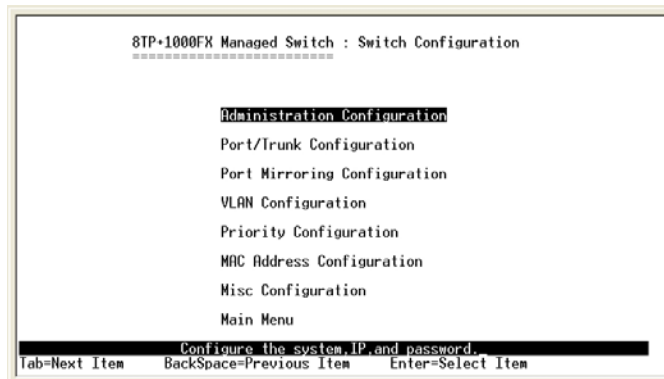 8TP+1000FX Managed Switch : Switch Configuration
=========================
Administration Configuration
Port/Trunk Configuration
Port Mirroring Configuration
VLAN Configuration
Priority Configuration
MAC Address Configuration
Misc Configuration
Main Menu
Configure the system,IP,and password._
Tab=Next Item BackSpace=Previous Item Enter=Select Item